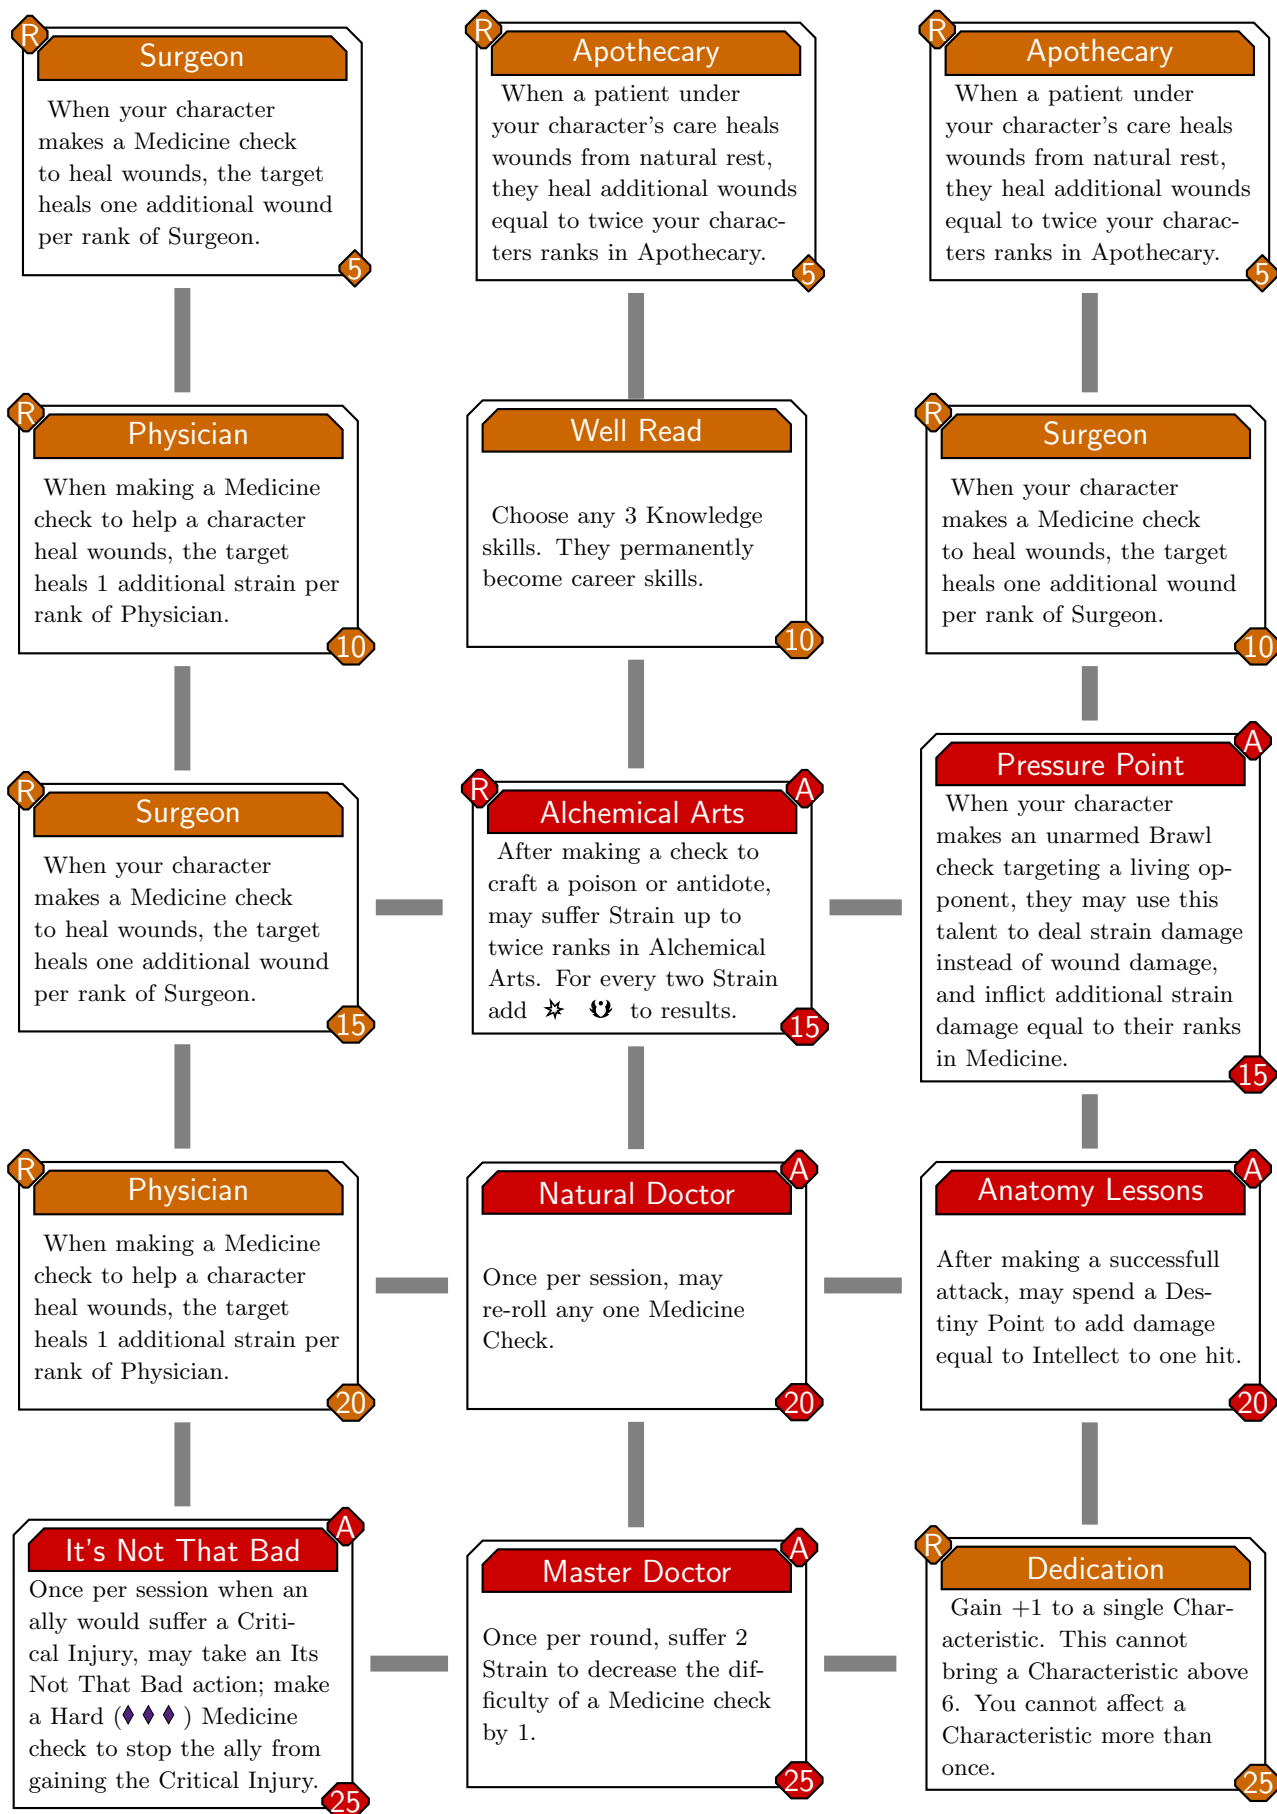 R
Surgeon
When your character
makes a Medicine check
to heal wounds, the target
heals one additional wound
per rank of Surgeon.
5
R
Apothecary
When a patient under
your character's care heals
wounds from natural rest,
they heal additional wounds
equal to twice your charac-
ters ranks in Apothecary.
5
R
Apothecary
When a patient under
your character's care heals
wounds from natural rest,
they heal additional wounds
equal to twice your charac-
ters ranks in Apothecary.
5
R
Physician
When making a Medicine
check to help a character
heal wounds, the target
heals 1 additional strain per
rank of Physician.
10
Well Read
Choose any 3 Knowledge
skills. They permanently
become career skills.
10
R
Surgeon
When your character
makes a Medicine check
to heal wounds, the target
heals one additional wound
per rank of Surgeon.
10
R
Surgeon
When your character
makes a Medicine check
to heal wounds, the target
heals one additional wound
per rank of Surgeon.
15
R
A
Alchemical Arts
After making a check to
craft a poison or antidote,
may suffer Strain up to
twice ranks in Alchemical
Arts. For every two Strain
add to results.
15
A
Pressure Point
When your character
makes an unarmed Brawl
check targeting a living op-
ponent, they may use this
talent to deal strain damage
instead of wound damage,
and inflict additional strain
damage equal to their ranks
in Medicine.
15
R
Physician
When making a Medicine
check to help a character
heal wounds, the target
heals 1 additional strain per
rank of Physician.
20
A
Natural Doctor
Once per session, may
re-roll any one Medicine
Check.
20
A
Anatomy Lessons
After making a successfull
attack, may spend a Des-
tiny Point to add damage
equal to Intellect to one hit.
20
A
It's Not That Bad
Once per session when an
ally would suffer a Criti-
cal Injury, may take an Its
Not That Bad action; make
a Hard (♦ ♦ ♦ ) Medicine
check to stop the ally from
gaining the Critical Injury.
25
A
Master Doctor
Once per round, suffer 2
Strain to decrease the dif-
ficulty of a Medicine check
by 1.
25
R
Dedication
Gain +1 to a single Char-
acteristic. This cannot
bring a Characteristic above
6. You cannot affect a
Characteristic more than
once.
25